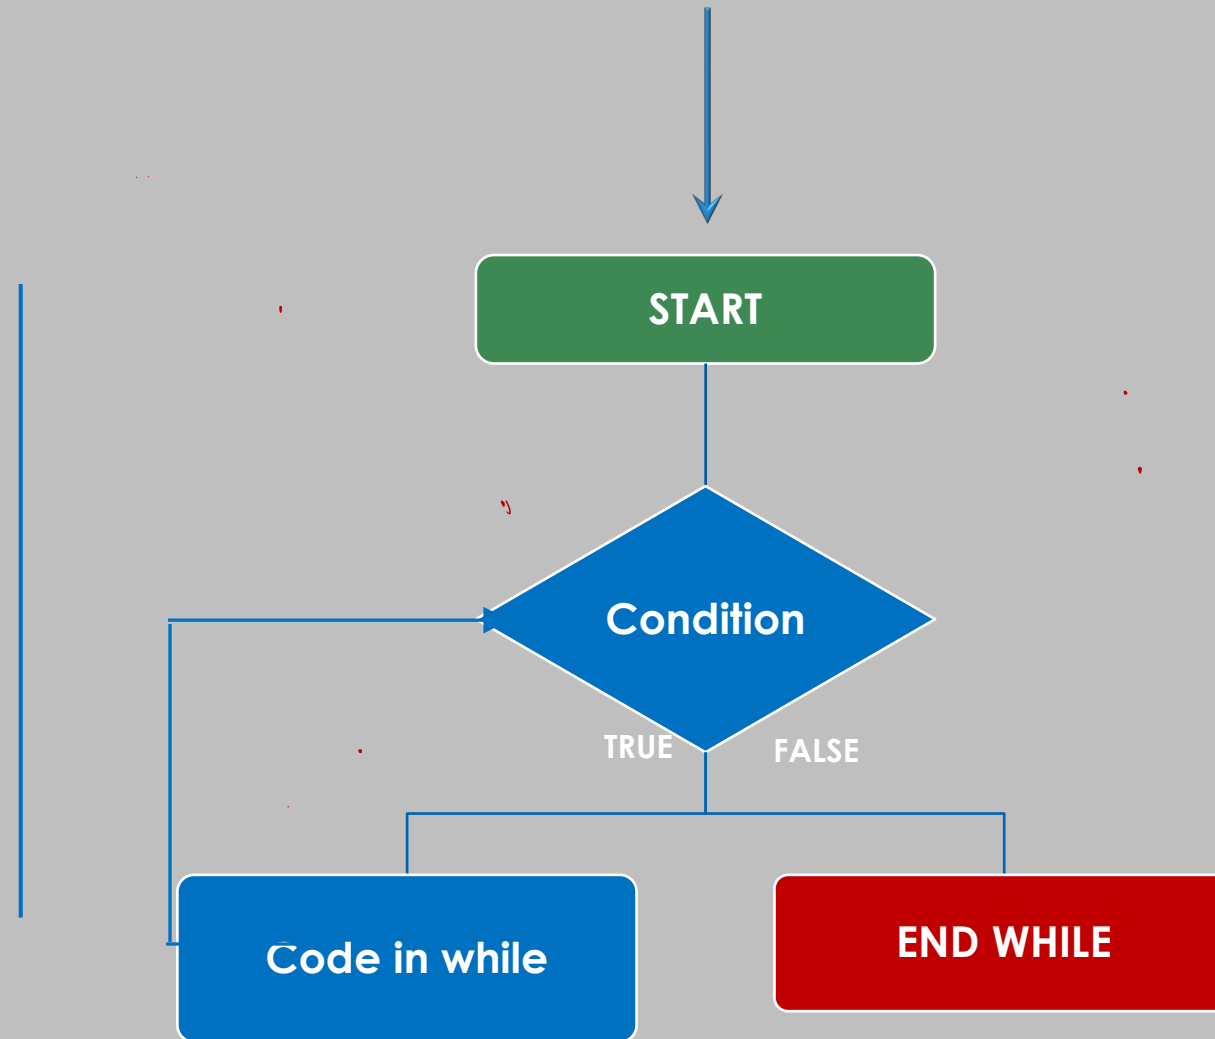 START
Condition
TRUE
FALSE
Code in while
END WHILE